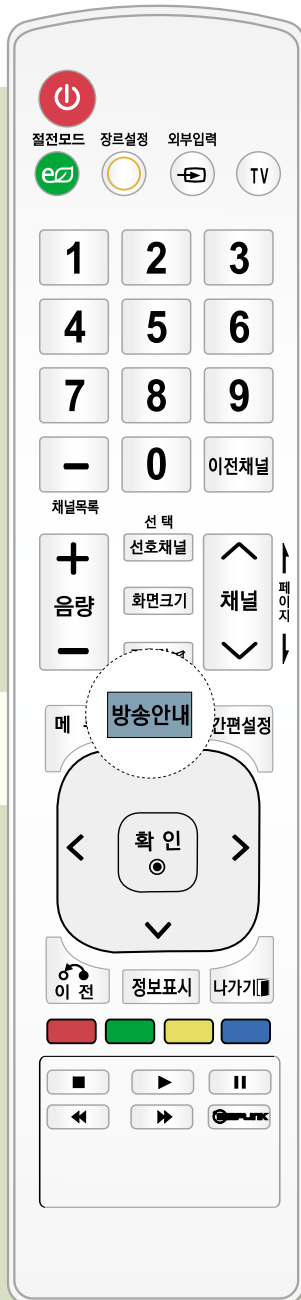 절전모드 장르설정 외부입력
TV
1 2 3
4 5 6
7 8 9
0 이전채널
채널목록
선 택
선호채널
음량 화면크기 채널 페이지
메
방송안내
간편설정
확 인
이 전 정보표시 나가기